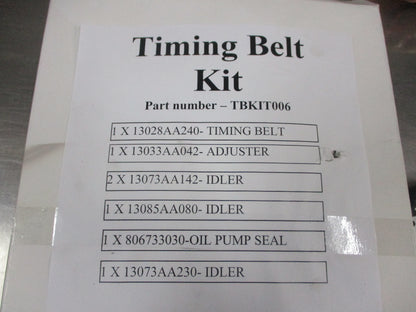 Timing Belt
Kit
Part number – TBKIT006
1 X 13028AA240- TIMING BELT
1 X 13033AA042- ADJUSTER
2 X 13073AA142- IDLER
1 X 13085AA080- IDLER
1 X 806733030-OIL PUMP SEAL
1 X 13073AA230- IDLER